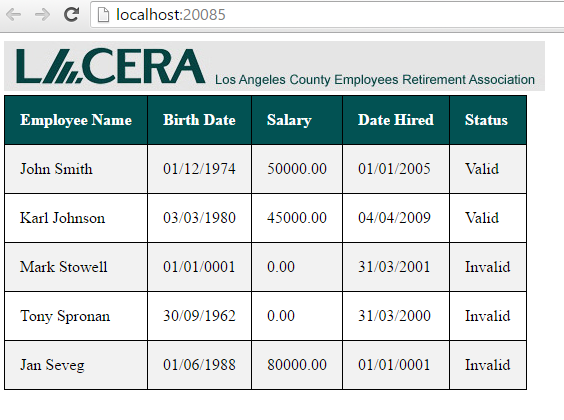 localhost:20085
LACERA Los Angeles County Employees Retirement Association
Employee Name Birth Date Salary Date Hired Status
John Smith 01/12/1974 50000.00 01/01/2005 Valid
Karl Johnson 03/03/1980 45000.00 04/04/2009 Valid
Mark Stowell 01/01/0001 0.00 31/03/2001 Invalid
Tony Spronan 30/09/1962 0.00 31/03/2000 Invalid
Jan Seveg 01/06/1988 80000.00 01/01/0001 Invalid